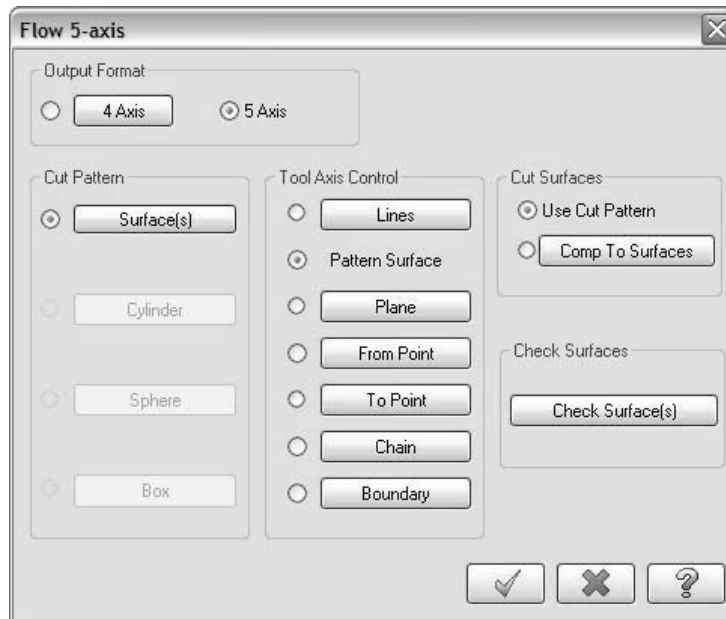 Flow 5-axis
Output Format
4 Axis
5 Axis
Cut Pattern
Surface(s)
Cylinder
Sphere
Box
Tool Axis Control
Lines
Pattern Surface
Plane
From Point
To Point
Chain
Boundary
Cut Surfaces
Use Cut Pattern
Comp To Surfaces
Check Surfaces
Check Surface(s)
?